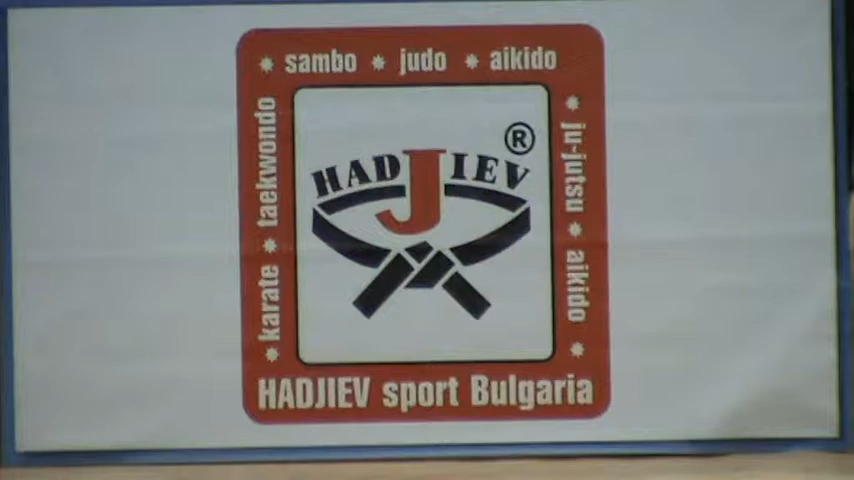 * sambo * judo * aikido
* karate * taekwondo
* ju-jutsu * aikido *
®
HADJIEV
HADJIEV sport Bulgaria